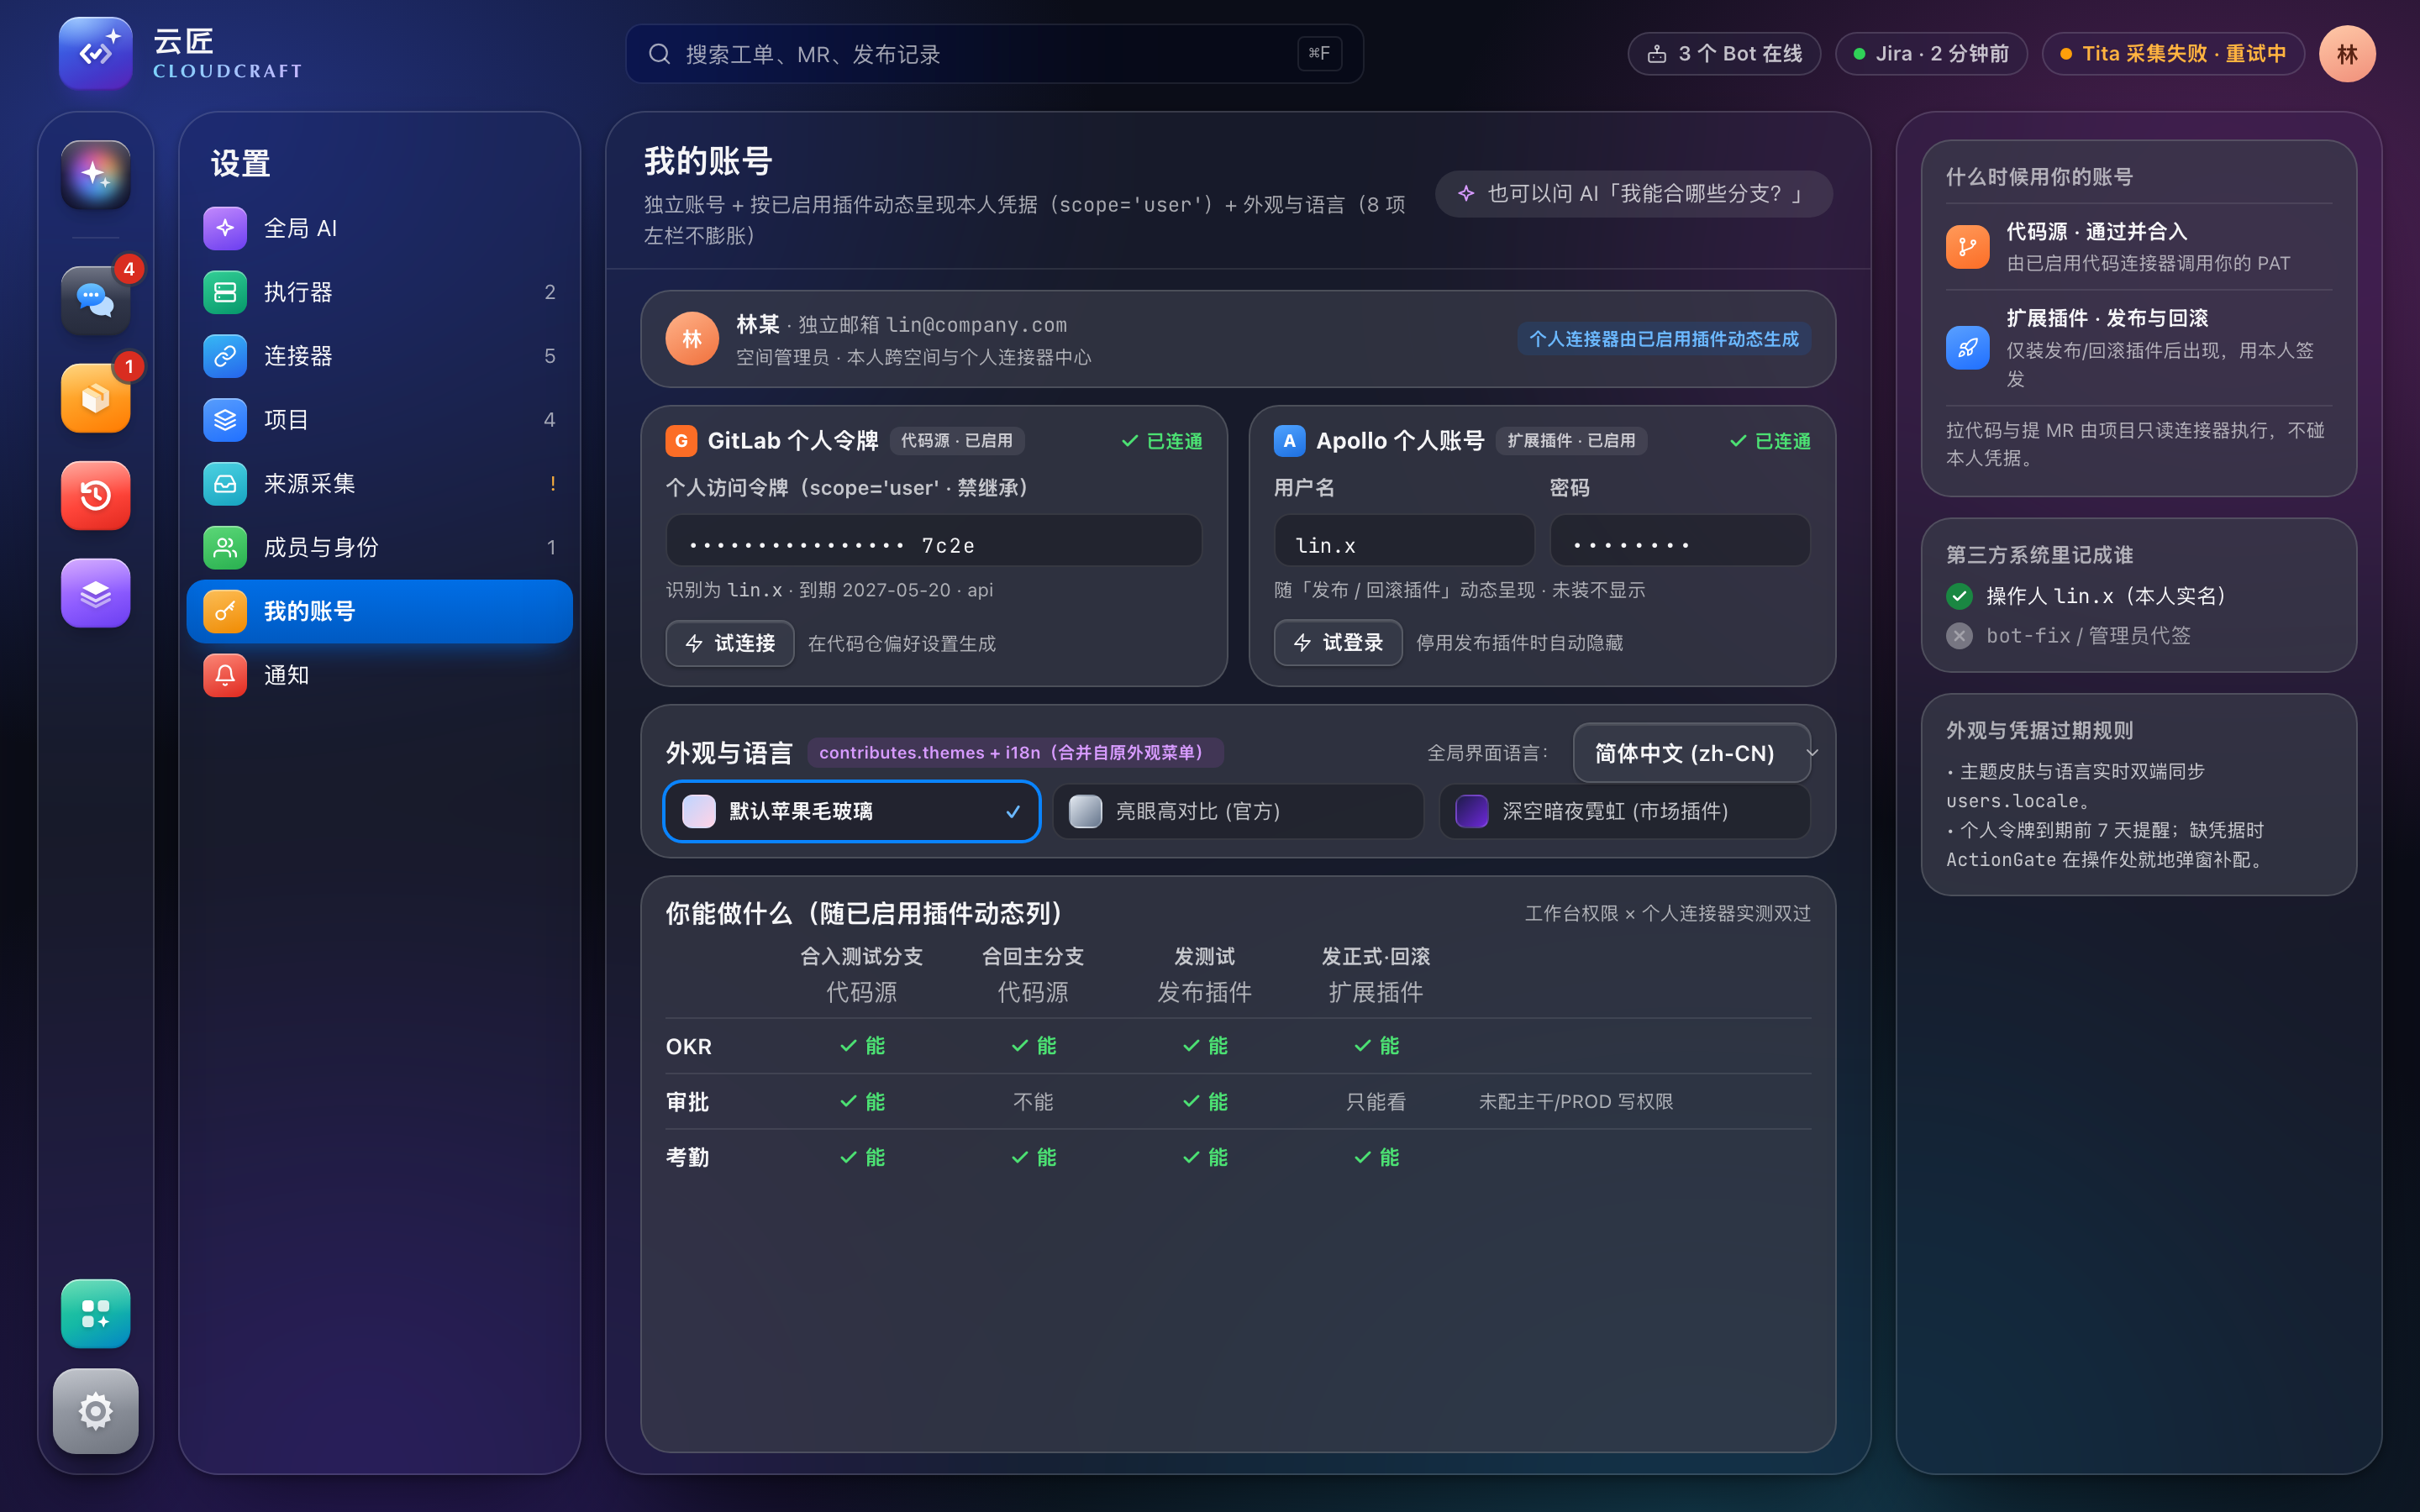 云匠
CLOUDCRAFT
搜索工单、MR、发布记录
⌘F
3 个 Bot 在线
Jira · 2 分钟前
Tita 采集失败 · 重试中
林
4
1
设置
全局 AI
执行器 2
连接器 5
项目 4
来源采集 !
成员与身份 1
我的账号
通知
我的账号
独立账号 + 按已启用插件动态呈现本人凭据（scope='user'）+ 外观与语言（8 项
左栏不膨胀）
也可以问 AI「我能合哪些分支？」
林
林某 · 独立邮箱 lin@company.com
空间管理员 · 本人跨空间与个人连接器中心
个人连接器由已启用插件动态生成
G GitLab 个人令牌 代码源 · 已启用 已连通
个人访问令牌（scope='user' · 禁继承）
•••••••••••••••• 7c2e
识别为 lin.x · 到期 2027-05-20 · api
试连接 在代码仓偏好设置生成
A Apollo 个人账号 扩展插件 · 已启用 已连通
用户名 密码
lin.x ••••••••
随「发布 / 回滚插件」动态呈现 · 未装不显示
试登录 停用发布插件时自动隐藏
外观与语言 contributes.themes + i18n（合并自原外观菜单） 全局界面语言： 简体中文 (zh-CN)
默认苹果毛玻璃 亮眼高对比 (官方) 深空暗夜霓虹 (市场插件)
你能做什么（随已启用插件动态列） 工作台权限 × 个人连接器实测双过
合入测试分支 合回主分支 发测试 发正式·回滚
代码源 代码源 发布插件 扩展插件
OKR ✓ 能 ✓ 能 ✓ 能 ✓ 能
审批 ✓ 能 不能 ✓ 能 只能看 未配主干/PROD 写权限
考勤 ✓ 能 ✓ 能 ✓ 能 ✓ 能
什么时候用你的账号
代码源 · 通过并合入
由已启用代码连接器调用你的 PAT
扩展插件 · 发布与回滚
仅装发布/回滚插件后出现，用本人签
发
拉代码与提 MR 由项目只读连接器执行，不碰
本人凭据。
第三方系统里记成谁
操作人 lin.x（本人实名）
bot-fix / 管理员代签
外观与凭据过期规则
• 主题皮肤与语言实时双端同步
users.locale。
• 个人令牌到期前 7 天提醒；缺凭据时
ActionGate 在操作处就地弹窗补配。